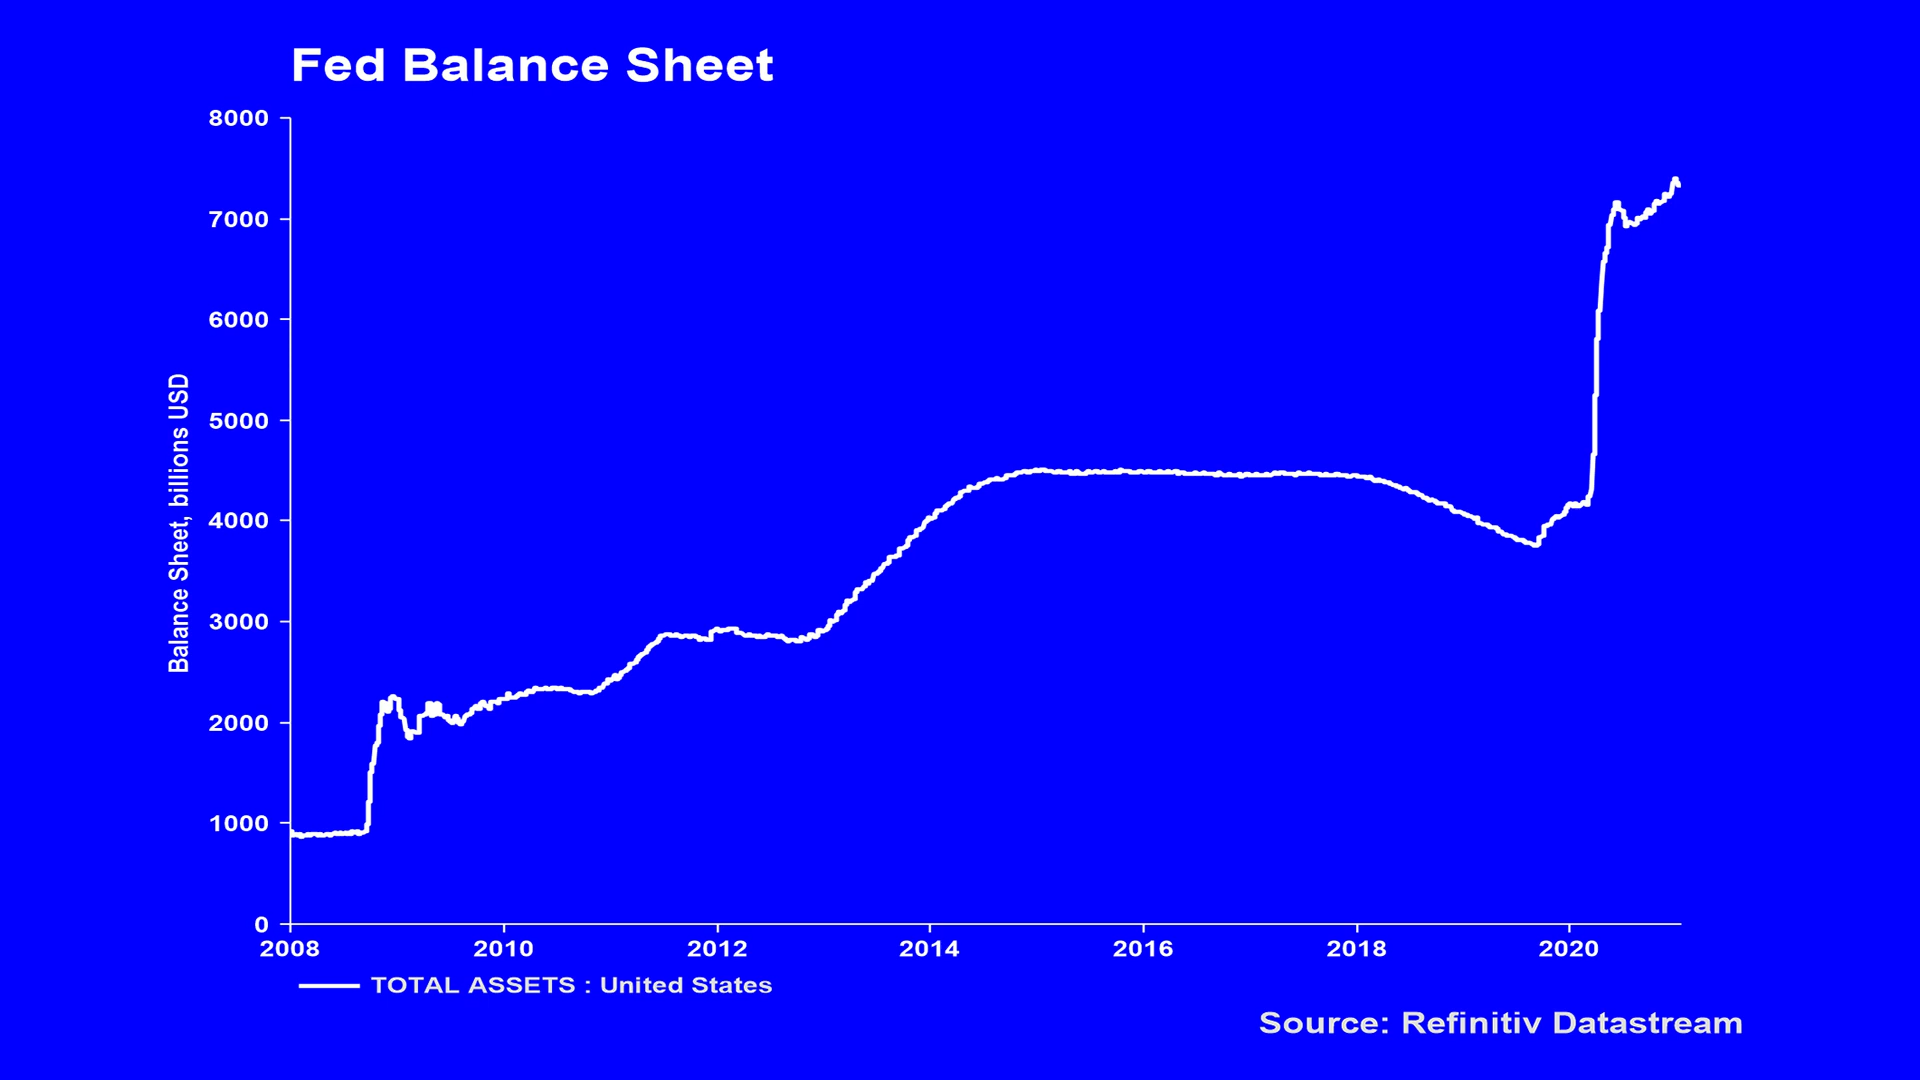 Fed Balance Sheet
8000
7000
6000
5000
4000
3000
2000
1000
0
Balance Sheet, billions USD
2008 2010 2012 2014 2016 2018 2020
TOTAL ASSETS : United States
Source: Refinitiv Datastream